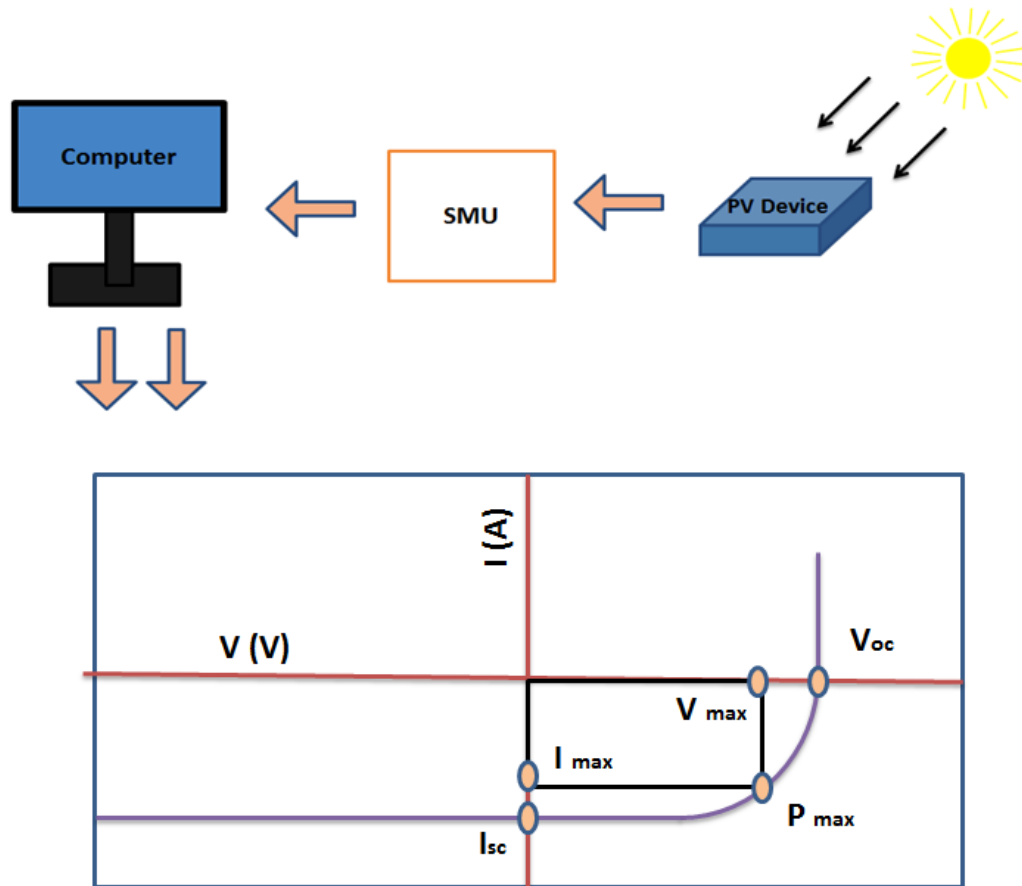 Computer
SMU
PV Device
I (A)
V (V)
Voc
V max
I max
P max
Isc